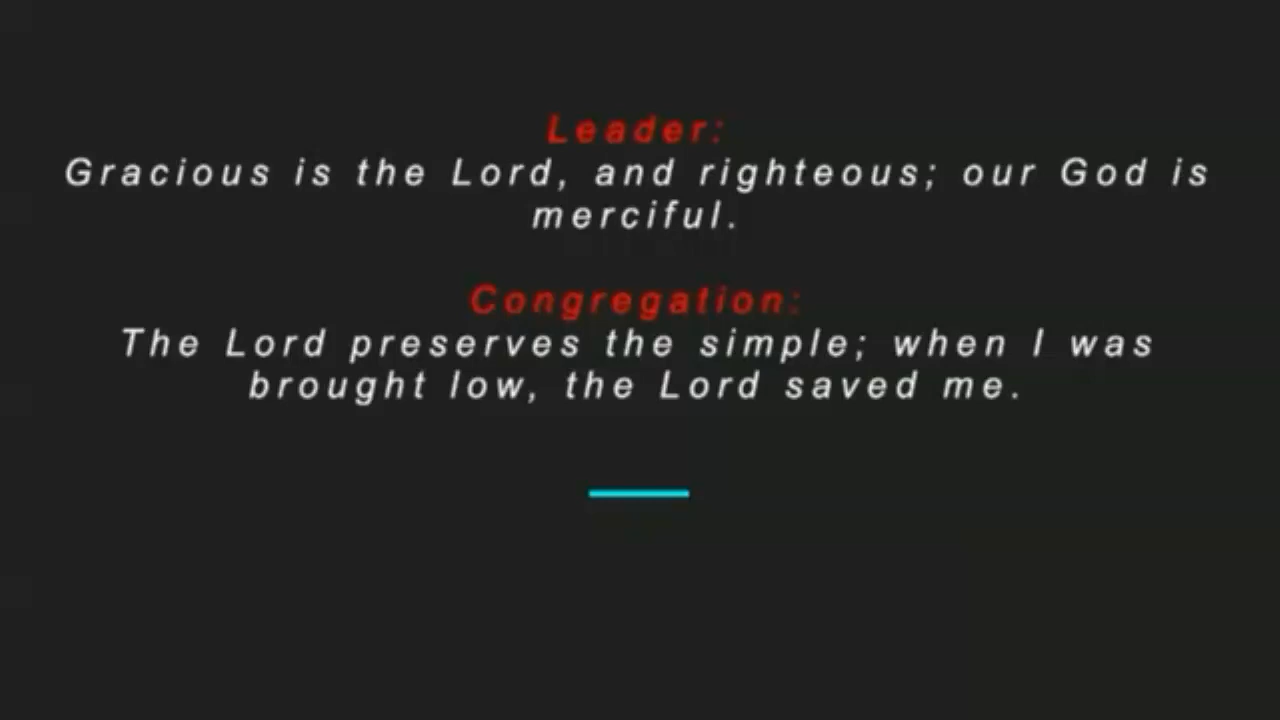 Leader:
Gracious is the Lord, and righteous; our God is
merciful.
Congregation:
The Lord preserves the simple; when I was
brought low, the Lord saved me.